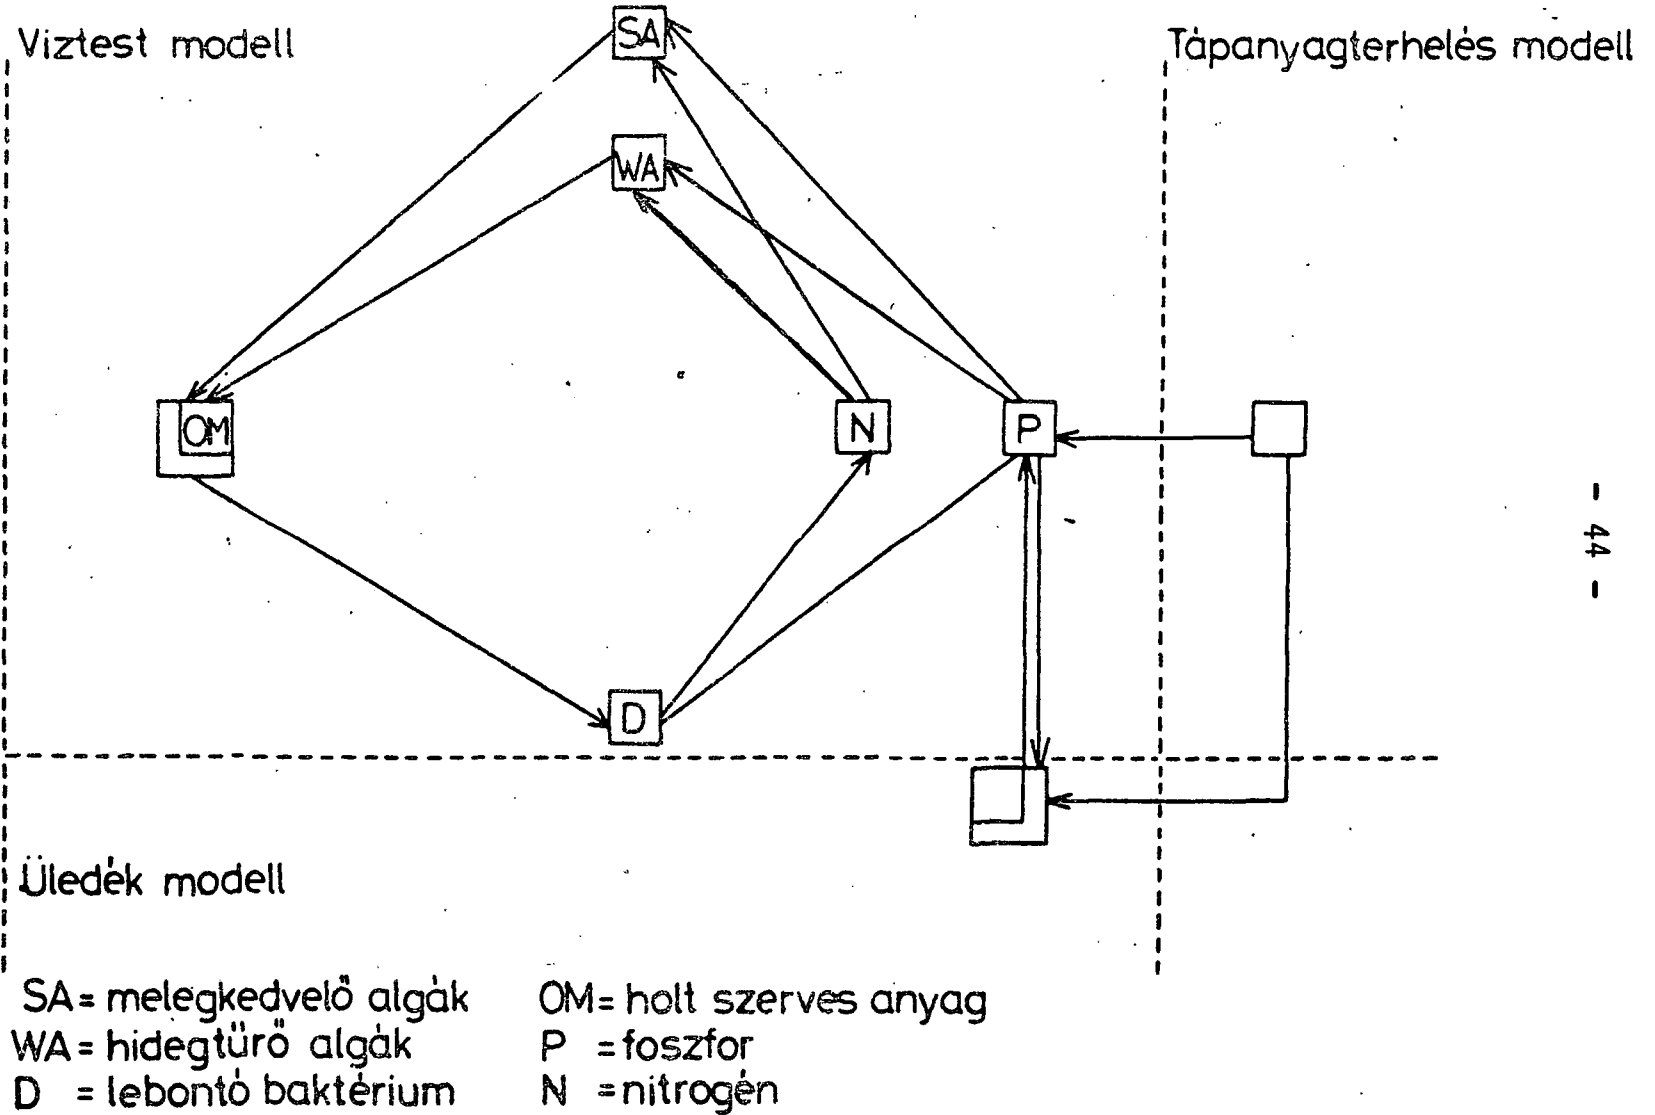 Viztest modell
Tápanyagterhelés modell
SA
WA
OM
N
P
D
- 44 -
Üledék modell
SA = melegkedvelő algák
WA = hidegtűrő algák
D = lebontó baktérium
OM = holt szerves anyag
P = foszfor
N = nitrogén